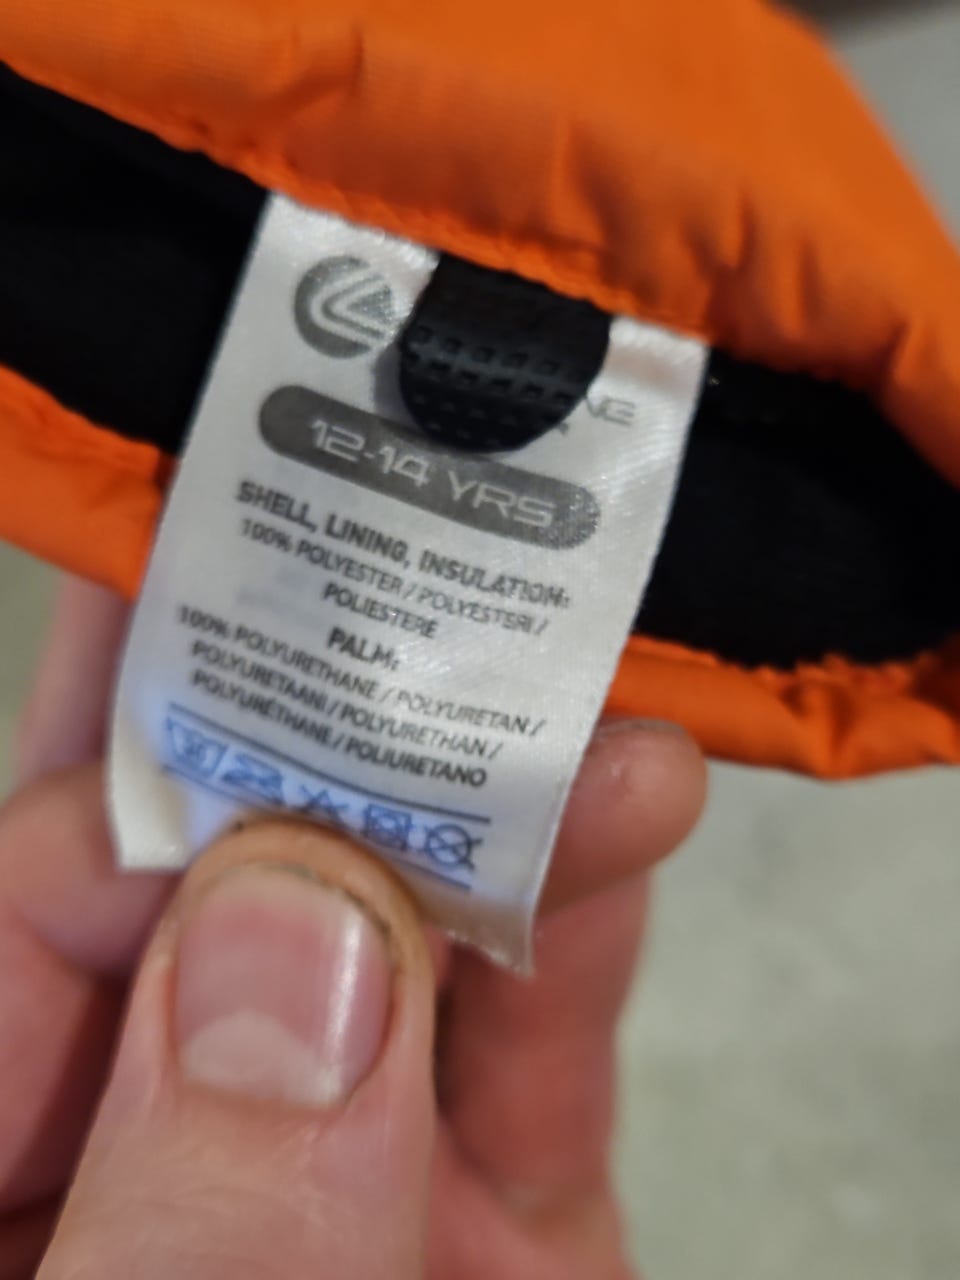 12-14 YRS
SHELL, LINING, INSULATION:
100% POLYESTER / POLYESTERI /
POLIESTERE
PALM:
100% POLYURETHANE / POLYURETAN /
POLYURETAANI / POLYURETHAN /
POLYURÉTHANE / POLIURETANO